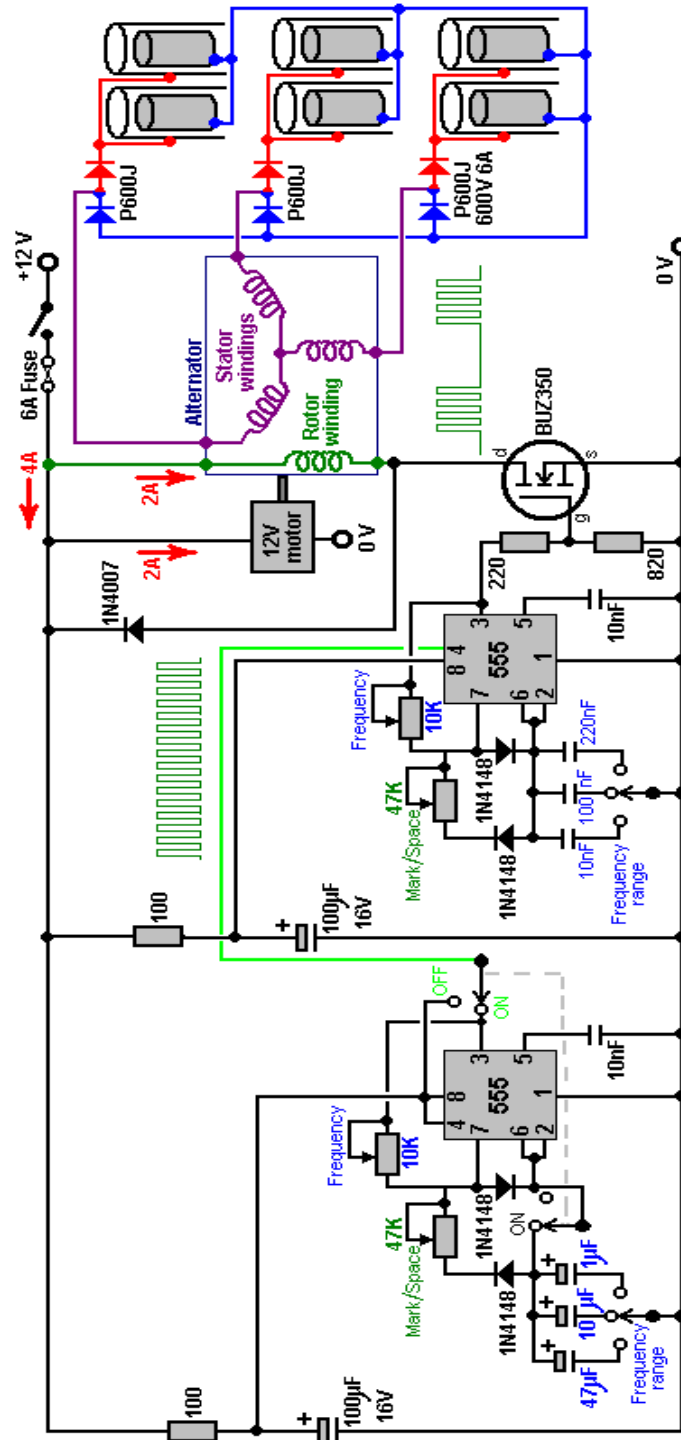 100
100µF
16V
+
Frequency
10K
47K
Mark/Space
1N4148
1N4148
OFF
ON
ON
4
8
3
7
555
5
6
2
1
10nF
+
+
+
47µF
10µF
1µF
Frequency
range
100
100µF
16V
+
Frequency
10K
47K
Mark/Space
1N4148
1N4148
8
4
3
7
555
5
6
2
1
10nF
10nF
100nF
220nF
Frequency
range
1N4007
220
820
d
g
s
BUZ350
2A
12V
motor
0 V
2A
4A
6A Fuse
+12 V
Alternator
Stator
windings
Rotor
winding
P600J
P600J
P600J
600V 6A
0 V